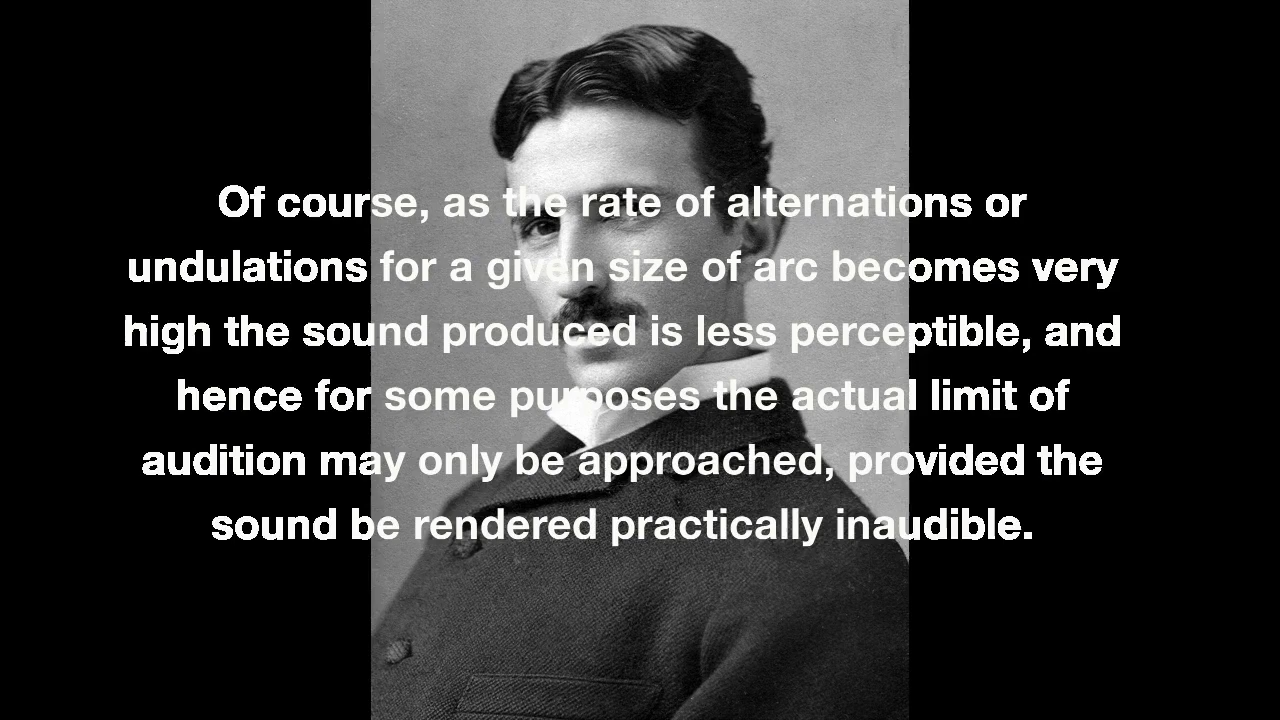 Of course, as the rate of alternations or
undulations for a given size of arc becomes very
high the sound produced is less perceptible, and
hence for some purposes the actual limit of
audition may only be approached, provided the
sound be rendered practically inaudible.